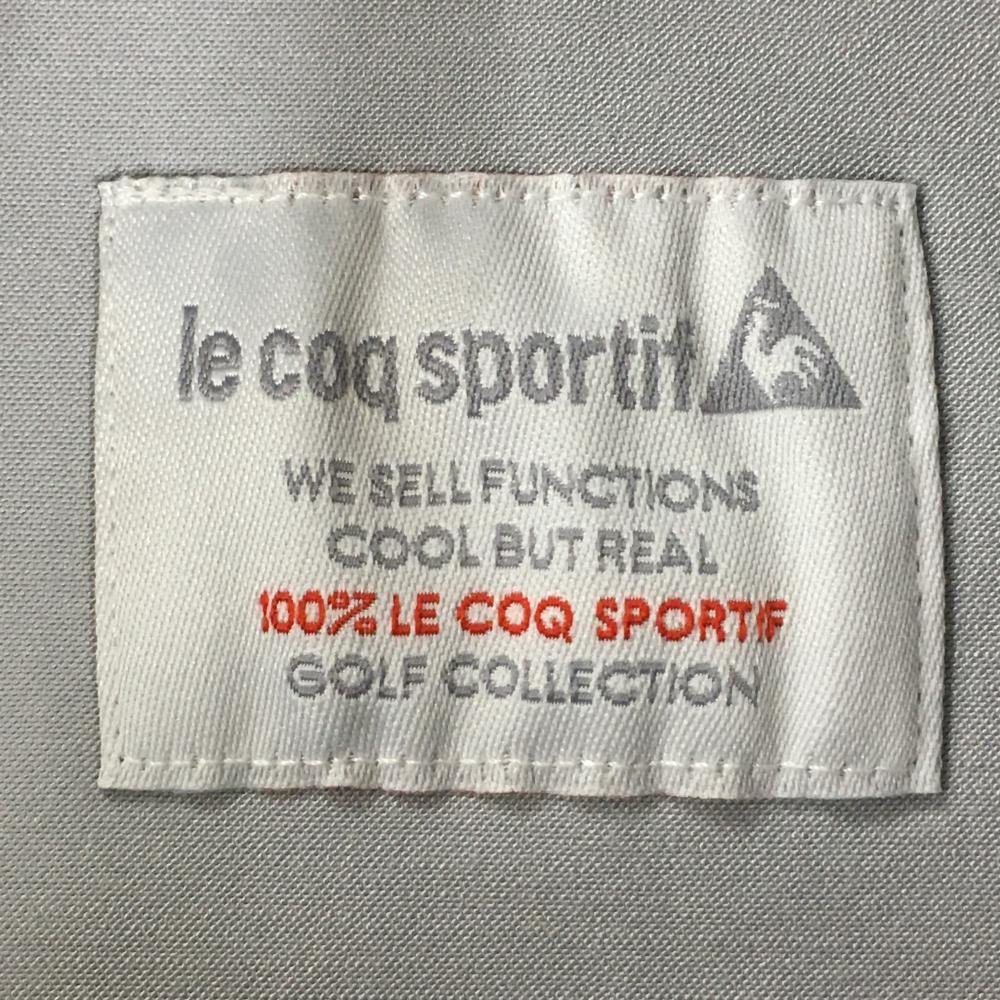 le coq sportif
WE SELL FUNCTIONS
COOL BUT REAL
100% LE COQ SPORTIF
GOLF COLLECTION